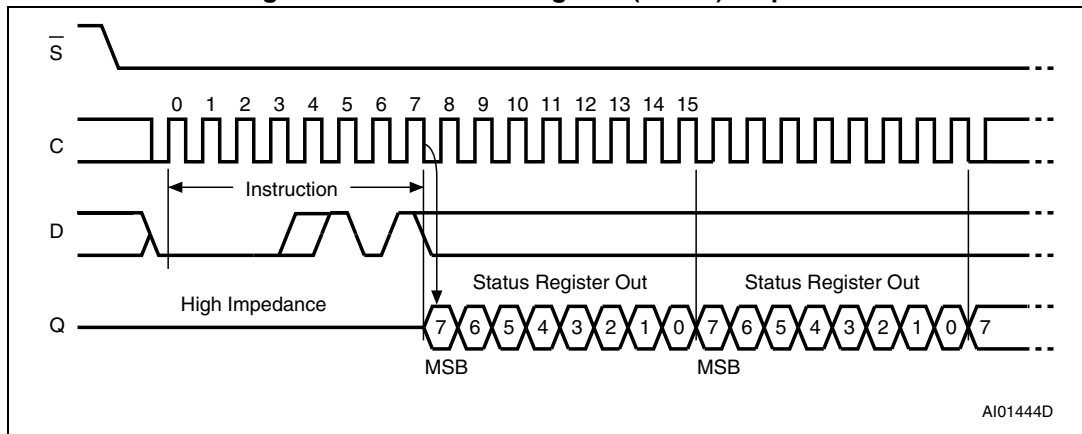 S
0 1 2 3 4 5 6 7 8 9 10 11 12 13 14 15
C
Instruction
D
Status Register Out Status Register Out
High Impedance
Q 7 6 5 4 3 2 1 0 7 6 5 4 3 2 1 0 7
MSB MSB
AI01444D